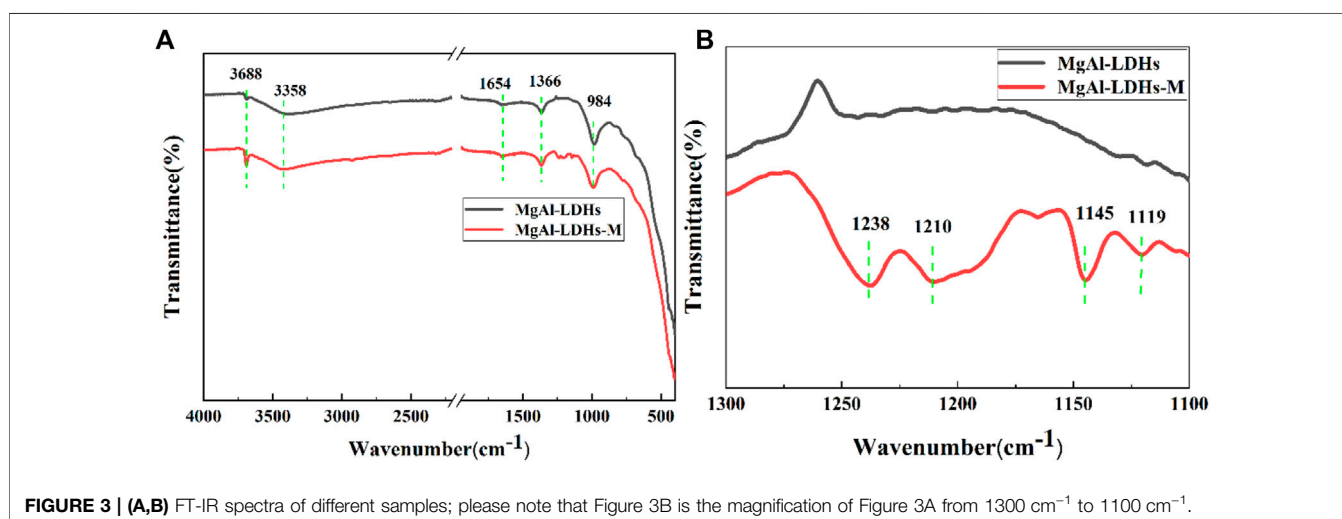 A
3688
3358
1654
1366
984
MgAl-LDHs
MgAl-LDHs-M
Transmittance(%)
4000 3500 3000 2500 1500 1000 500
Wavenumber(cm⁻¹)
B
MgAl-LDHs
MgAl-LDHs-M
1238
1210
1145
1119
Transmittance(%)
1300 1250 1200 1150 1100
Wavenumber(cm⁻¹)
FIGURE 3 | (A,B) FT-IR spectra of different samples; please note that Figure 3B is the magnification of Figure 3A from 1300 cm⁻¹ to 1100 cm⁻¹.